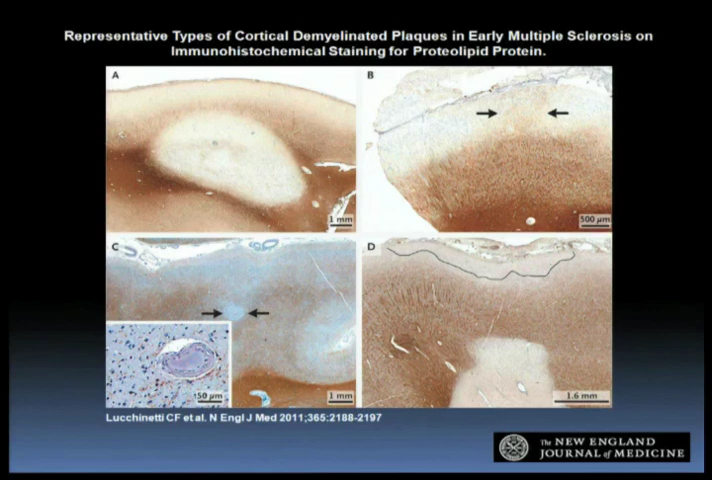 Representative Types of Cortical Demyelinated Plaques in Early Multiple Sclerosis on
Immunohistochemical Staining for Proteolipid Protein.
A
B
1 mm
500 µm
C
D
50 µm
1 mm
1.6 mm
Lucchinetti CF et al. N Engl J Med 2011;365:2188-2197
The NEW ENGLAND
JOURNAL of MEDICINE